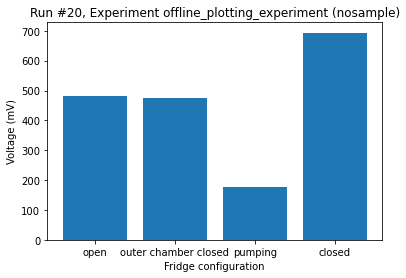 Run #20, Experiment offline_plotting_experiment (nosample)
Voltage (mV)
700
600
500
400
300
200
100
0
open
outer chamber closed
pumping
closed
Fridge configuration